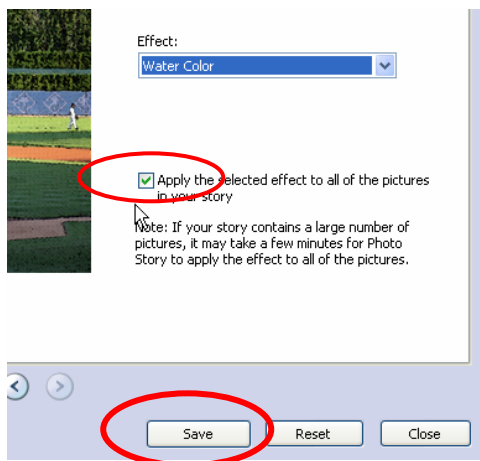 Effect:
Water Color
Apply the selected effect to all of the pictures
in your story
Note: If your story contains a large number of
pictures, it may take a few minutes for Photo
Story to apply the effect to all of the pictures.
Save Reset Close